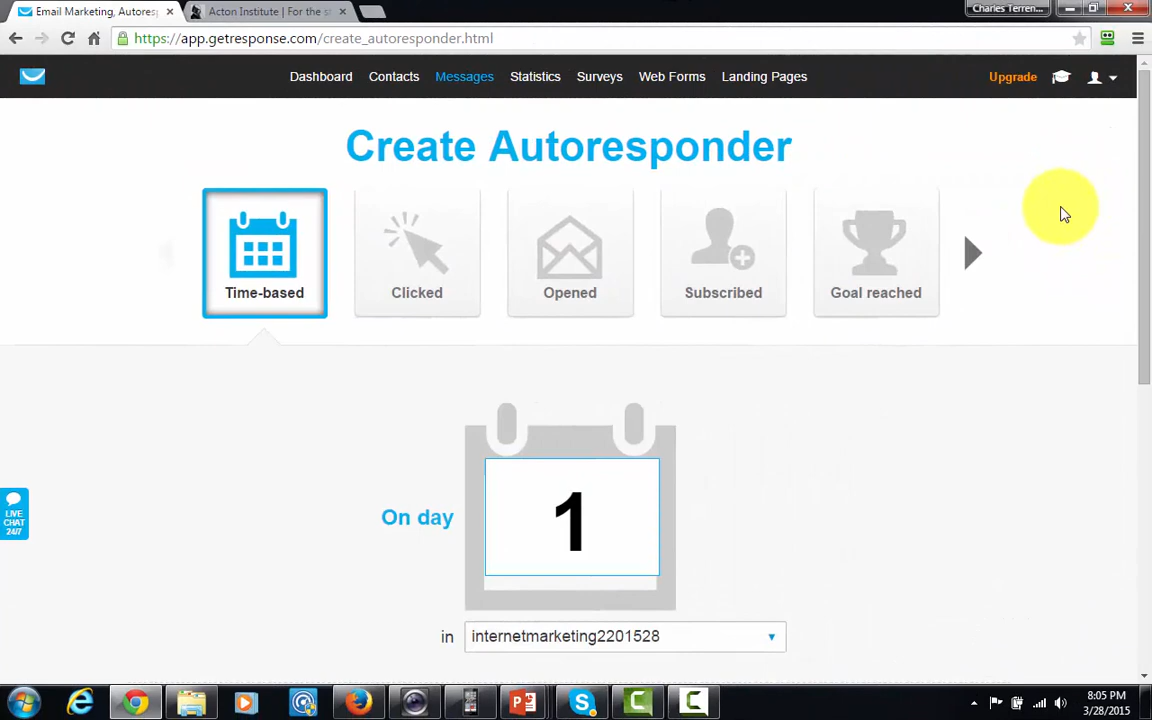 Email Marketing, Autoresp
Acton Institute | For the st
Charles Terren...
https://app.getresponse.com/create_autoresponder.html
Dashboard Contacts Messages Statistics Surveys Web Forms Landing Pages Upgrade
Create Autoresponder
Time-based Clicked Opened Subscribed Goal reached
On day 1
LIVE
CHAT
24/7
in internetmarketing2201528
8:05 PM
3/28/2015